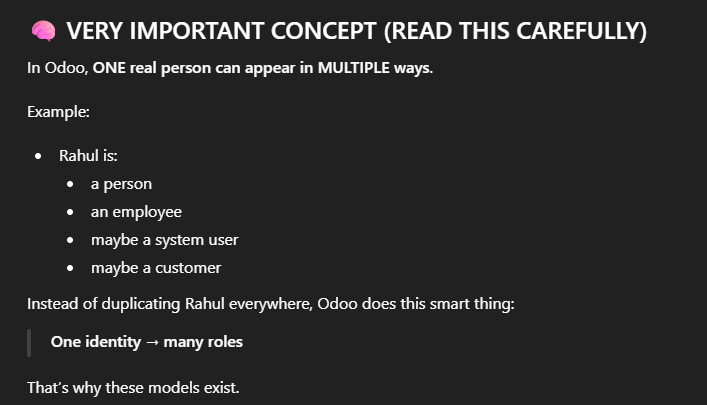 🧠 VERY IMPORTANT CONCEPT (READ THIS CAREFULLY)
In Odoo, ONE real person can appear in MULTIPLE ways.
Example:
• Rahul is:
• a person
• an employee
• maybe a system user
• maybe a customer
Instead of duplicating Rahul everywhere, Odoo does this smart thing:
One identity → many roles
That’s why these models exist.